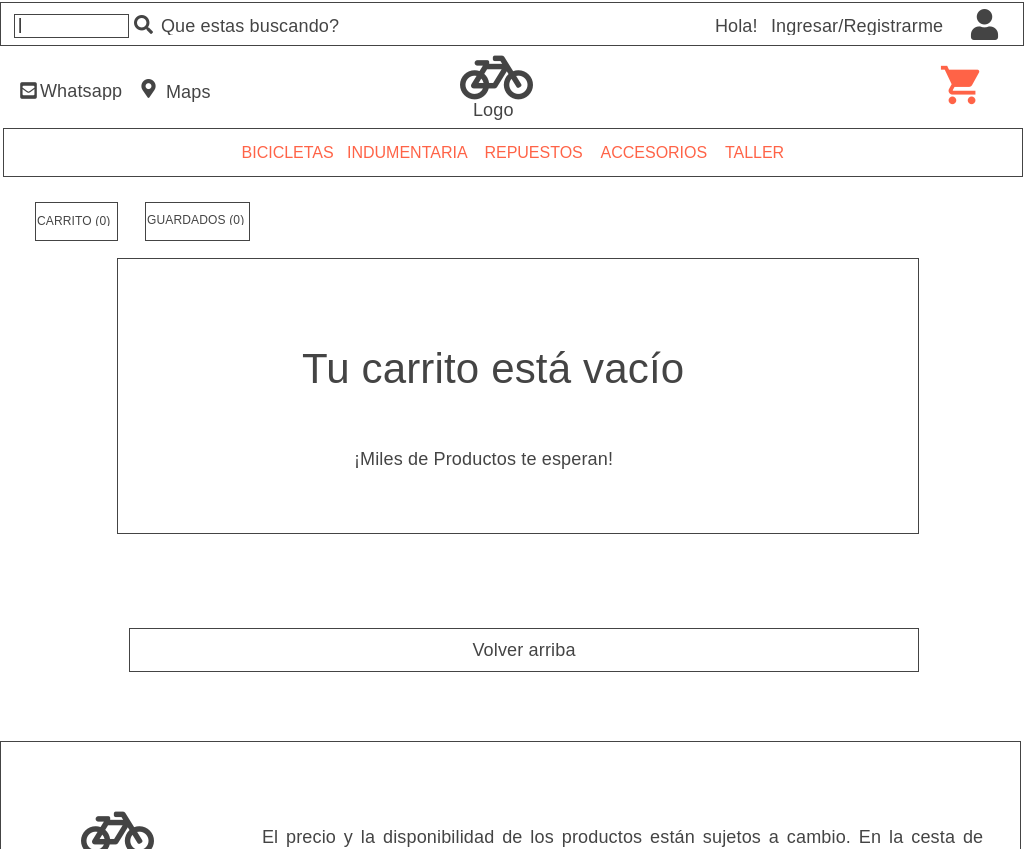 Que estas buscando? Hola! Ingresar/Registrarme
Whatsapp Maps
Logo
BICICLETAS INDUMENTARIA REPUESTOS ACCESORIOS TALLER
CARRITO (0) GUARDADOS (0)
Tu carrito está vacío
¡Miles de Productos te esperan!
Volver arriba
El precio y la disponibilidad de los productos están sujetos a cambio. En la cesta de